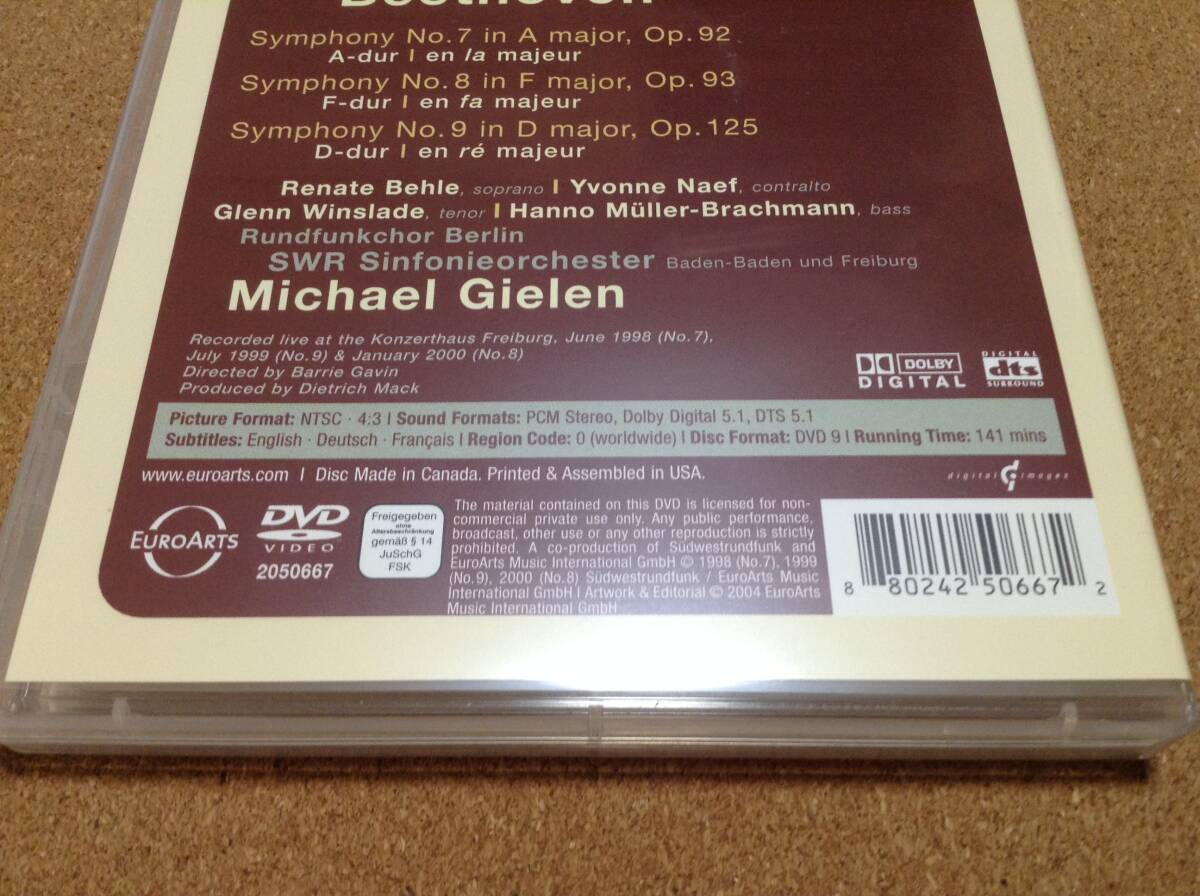 Beethoven
Symphony No. 7 in A major, Op. 92
A-dur | en la majeur
Symphony No. 8 in F major, Op. 93
F-dur | en fa majeur
Symphony No. 9 in D major, Op. 125
D-dur | en ré majeur
Renate Behle, soprano | Yvonne Naef, contralto
Glenn Winslade, tenor | Hanno Müller-Brachmann, bass
Rundfunkchor Berlin
SWR Sinfonieorchester Baden-Baden und Freiburg
Michael Gielen
Recorded live at the Konzerthaus Freiburg, June 1998 (No. 7),
July 1999 (No. 9) & January 2000 (No. 8)
Directed by Barrie Gavin
Produced by Dietrich Mack
DOLBY
DIGITAL
DIGITAL
dts
SURROUND
Picture Format: NTSC · 4:3 | Sound Formats: PCM Stereo, Dolby Digital 5.1, DTS 5.1
Subtitles: English · Deutsch · Français | Region Code: 0 (worldwide) | Disc Format: DVD 9 | Running Time: 141 mins
www.euroarts.com | Disc Made in Canada. Printed & Assembled in USA.
digital images
EUROARTS
DVD
VIDEO
2050667
Freigegeben
ohne
Altersbeschränkung
gemäß § 14
JuSchG
FSK
The material contained on this DVD is licensed for non-
commercial private use only. Any public performance,
broadcast, other use or any other reproduction is strictly
prohibited. A co-production of Südwestrundfunk and
EuroArts Music International GmbH © 1998 (No. 7), 1999
(No. 9), 2000 (No. 8) Südwestrundfunk / EuroArts Music
International GmbH | Artwork & Editorial © 2004 EuroArts
Music International GmbH
8 80242 50667 2